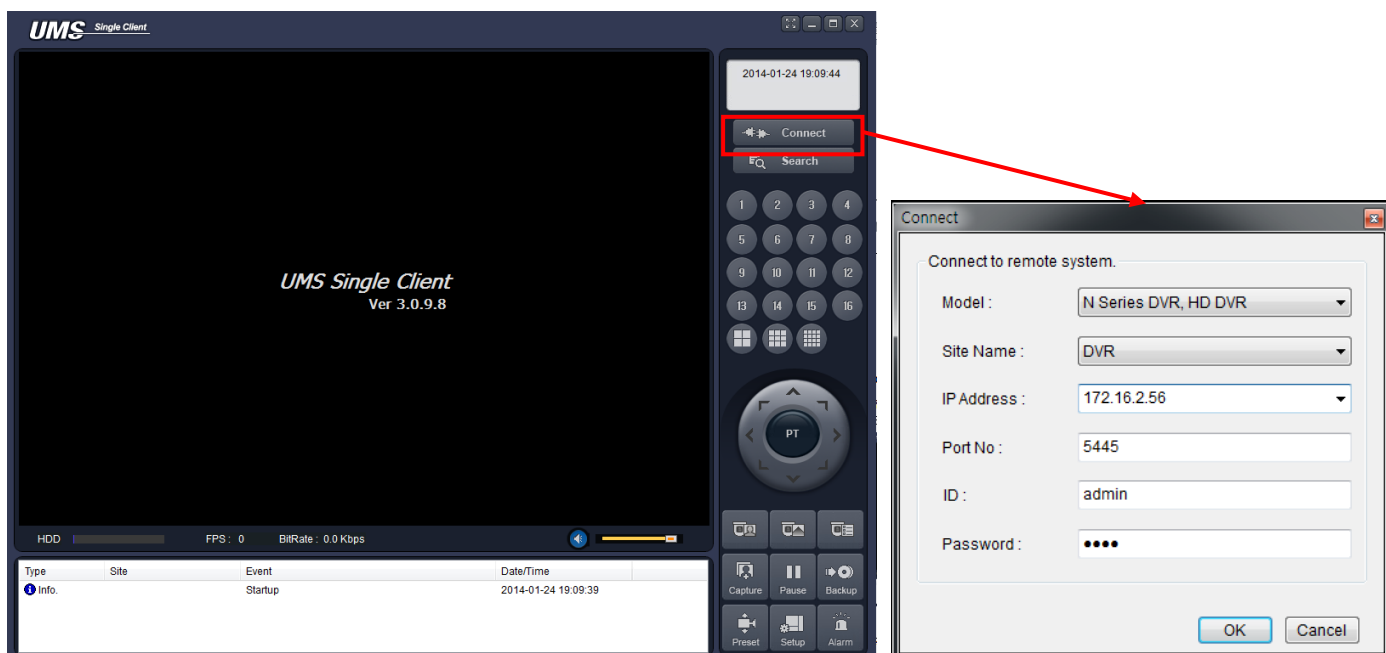 UMS Single Client
2014-01-24 19:09:44
Connect
Search
1 2 3 4
5 6 7 8
9 10 11 12
13 14 15 16
UMS Single Client
Ver 3.0.9.8
PT
HDD FPS : 0 BitRate : 0.0 Kbps
Type Site Event Date/Time
Info. Startup 2014-01-24 19:09:39
Capture Pause Backup
Preset Setup Alarm
Connect
Connect to remote system.
Model : N Series DVR, HD DVR
Site Name : DVR
IP Address : 172.16.2.56
Port No : 5445
ID : admin
Password : ••••
OK Cancel